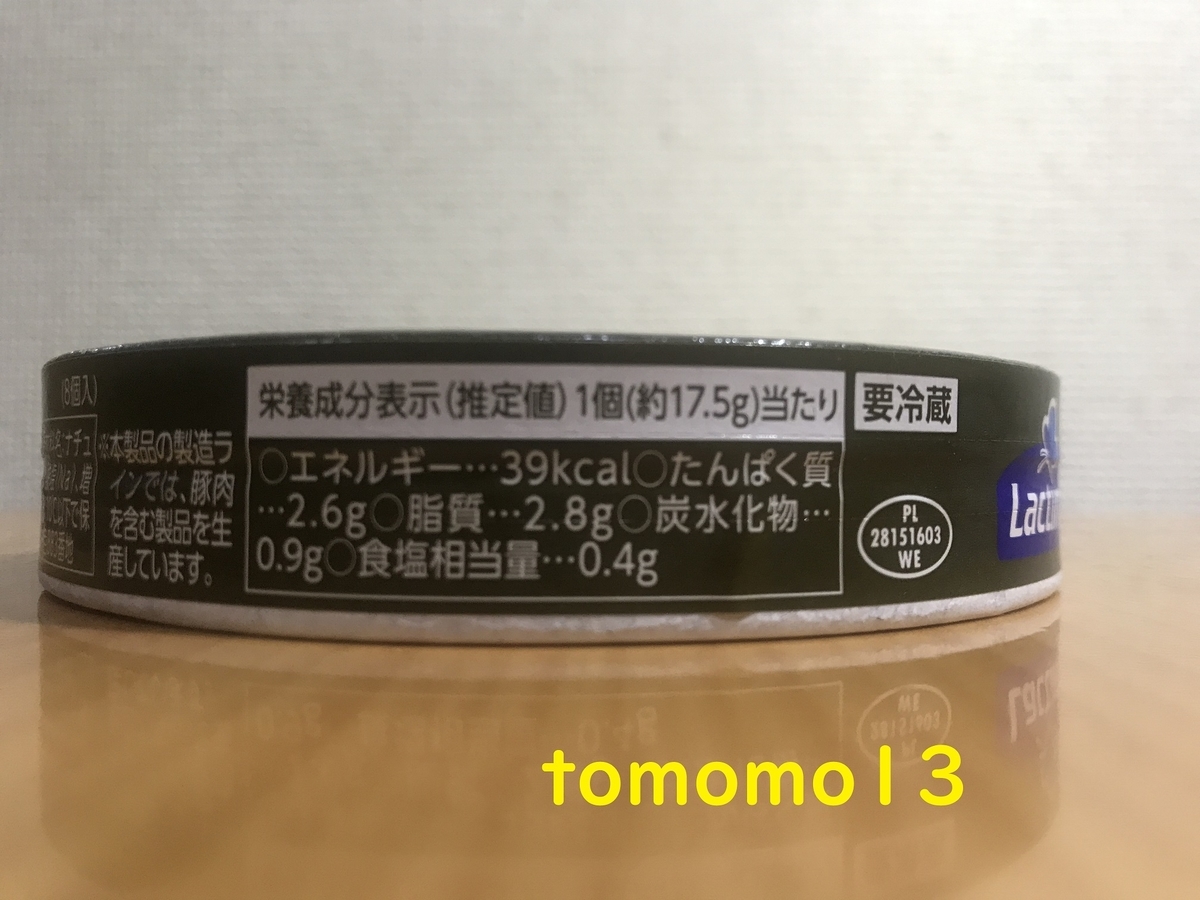 (8個入)
※本製品の製造ラ
インでは、豚肉
を含む製品を生
産しています。
栄養成分表示(推定値) 1個(約17.5g)当たり
○エネルギー…39kcal○たんぱく質
…2.6g○脂質…2.8g○炭水化物…
0.9g○食塩相当量…0.4g
要冷蔵
PL
28151603
WE
tomomo13